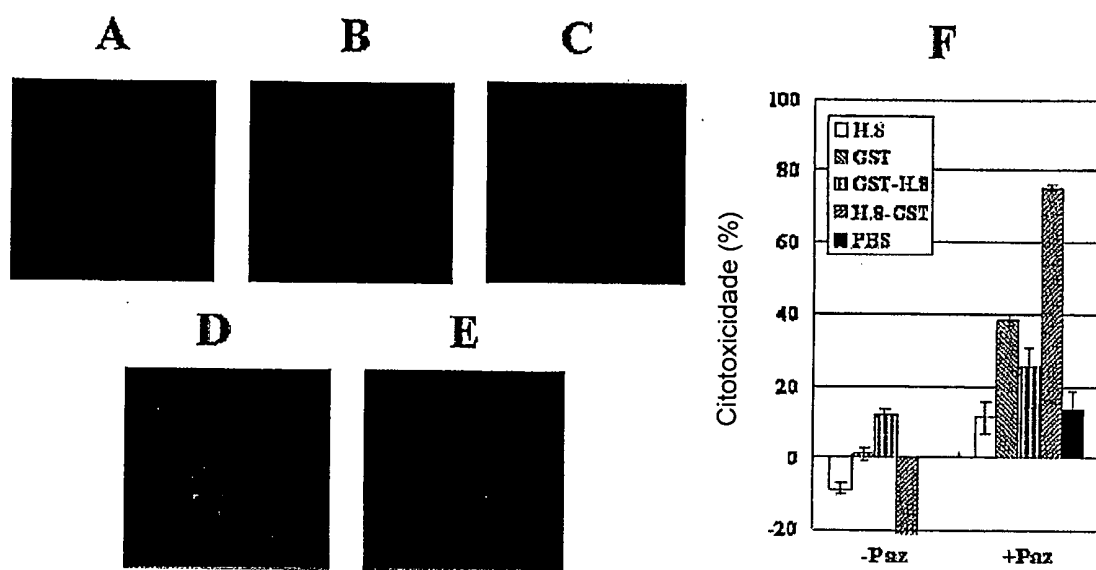 A B C
D E
F
100
80
60
40
20
0
-20
Citotoxicidade (%)
H.8
GST
GST-H.8
H.8-GST
PBS
-Paz +Paz